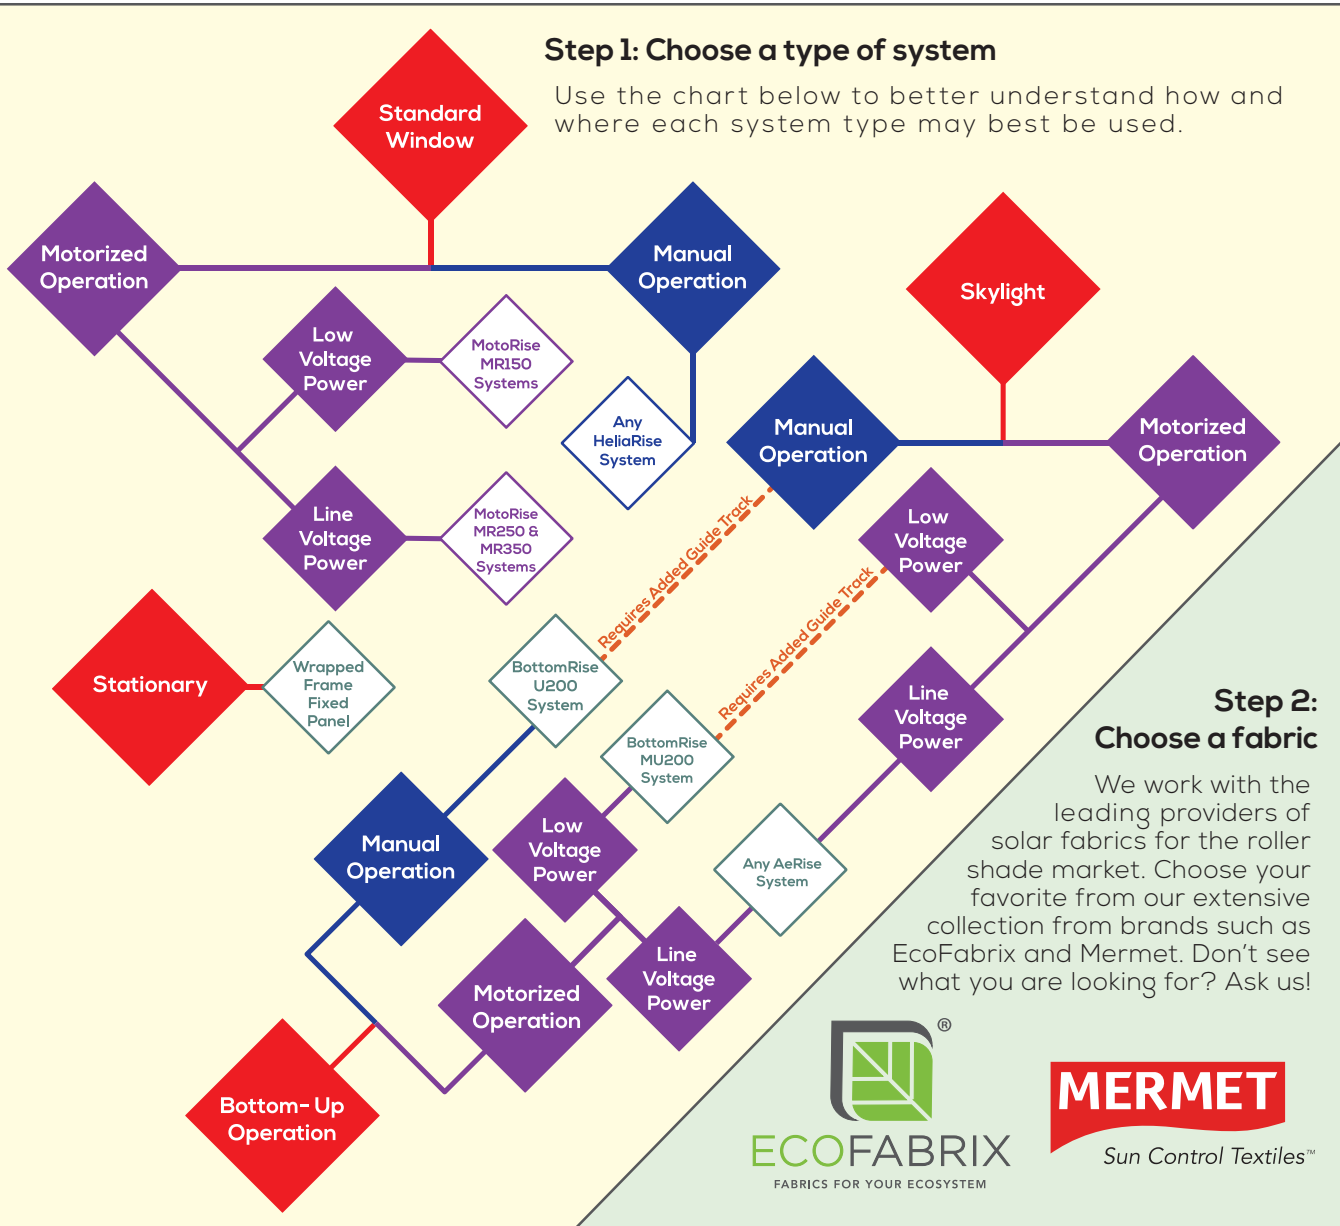 Step 1: Choose a type of system
Use the chart below to better understand how and
where each system type may best be used.
Standard
Window
Motorized
Operation
Manual
Operation
Skylight
Low
Voltage
Power
MotoRise
MR150
Systems
Any
HeliaRise
System
Manual
Operation
Motorized
Operation
Line
Voltage
Power
MotoRise
MR250 &
MR350
Systems
Requires Added Guide Track
Low
Voltage
Power
Requires Added Guide Track
Stationary
Wrapped
Frame
Fixed
Panel
BottomRise
U200
System
Line
Voltage
Power
BottomRise
MU200
System
Manual
Operation
Low
Voltage
Power
Any AeRise
System
Motorized
Operation
Line
Voltage
Power
Bottom- Up
Operation
Step 2:
Choose a fabric
We work with the
leading providers of
solar fabrics for the roller
shade market. Choose your
favorite from our extensive
collection from brands such as
EcoFabrix and Mermet. Don’t see
what you are looking for? Ask us!
®
ECOFABRIX
FABRICS FOR YOUR ECOSYSTEM
MERMET
Sun Control Textiles™